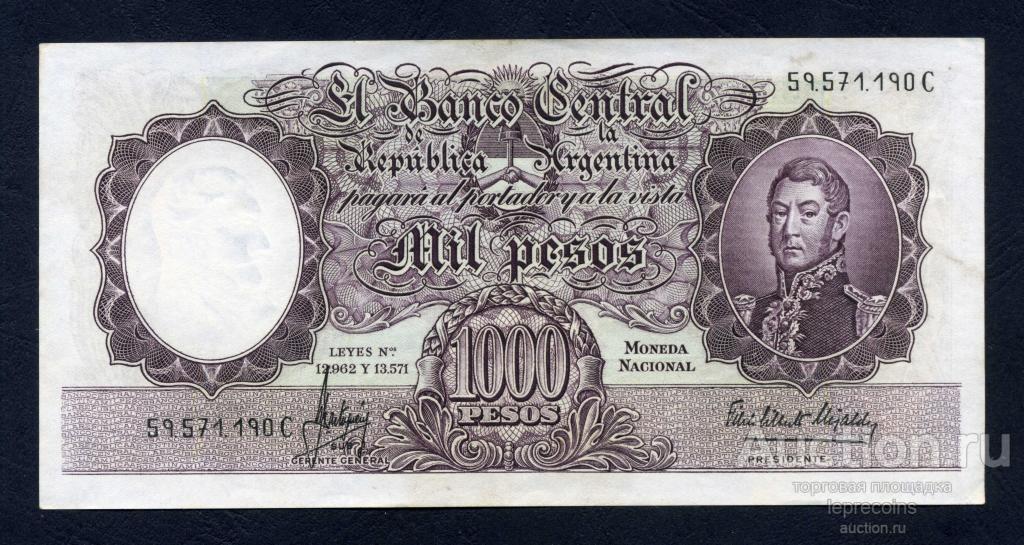 59.571.190 C
El Banco Central
de la
República Argentina
pagará al portador y a la vista
Mil pesos
LEYES Nos.
12.962 Y 13.571
1000
PESOS
MONEDA
NACIONAL
59.571.190 C
GERENTE GENERAL
PRESIDENTE
auction.ru
торговая площадка
leprecoins
auction.ru